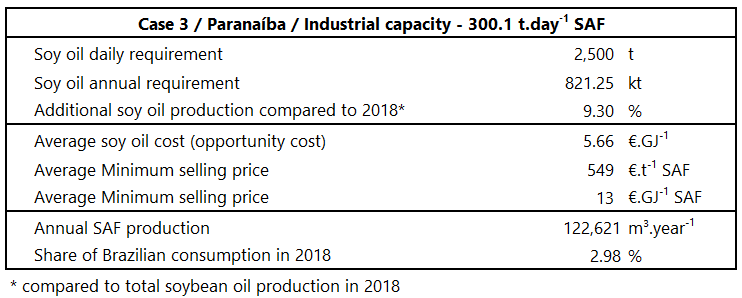 Case 3 / Paranaíba / Industrial capacity - 300.1 t.day⁻¹ SAF
Soy oil daily requirement 2,500 t
Soy oil annual requirement 821.25 kt
Additional soy oil production compared to 2018* 9.30 %
Average soy oil cost (opportunity cost) 5.66 €.GJ⁻¹
Average Minimum selling price 549 €.t⁻¹ SAF
Average Minimum selling price 13 €.GJ⁻¹ SAF
Annual SAF production 122,621 m³.year⁻¹
Share of Brazilian consumption in 2018 2.98 %
* compared to total soybean oil production in 2018